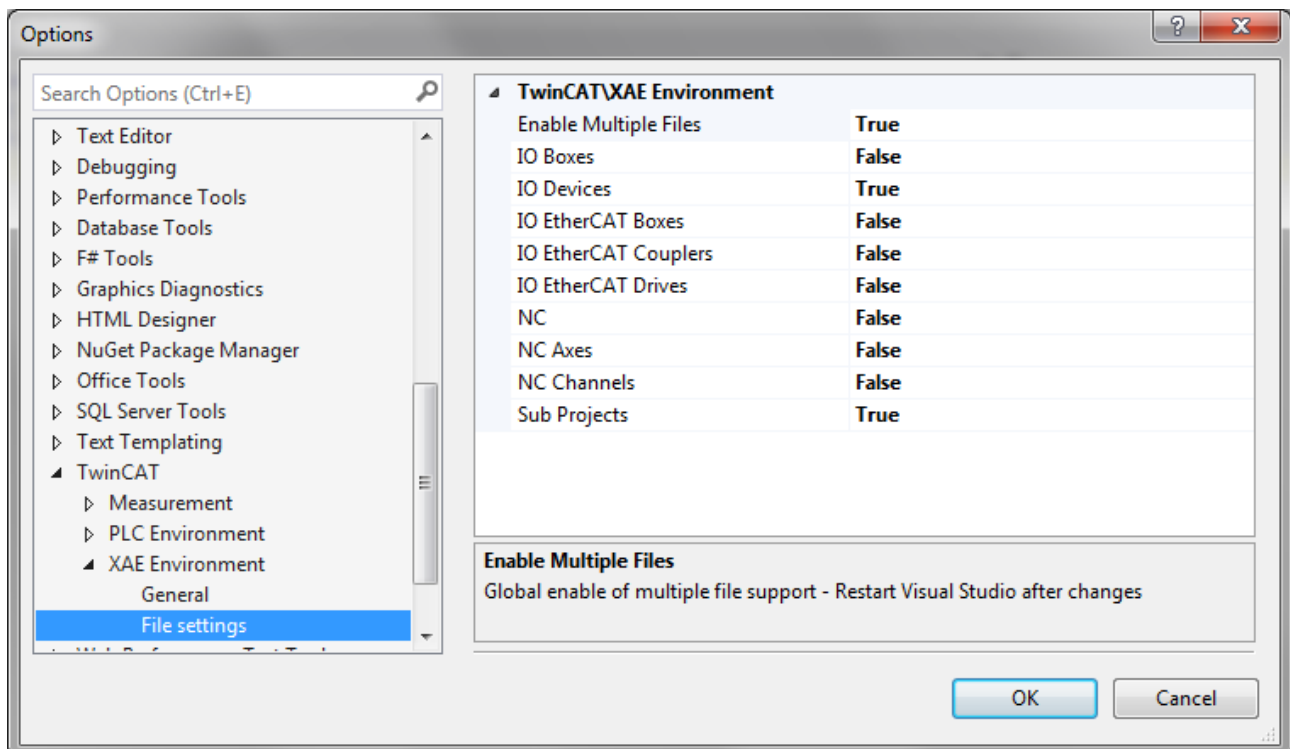 Options
Search Options (Ctrl+E)
Text Editor
Debugging
Performance Tools
Database Tools
F# Tools
Graphics Diagnostics
HTML Designer
NuGet Package Manager
Office Tools
SQL Server Tools
Text Templating
TwinCAT
Measurement
PLC Environment
XAE Environment
General
File settings
TwinCAT\XAE Environment
Enable Multiple Files True
IO Boxes False
IO Devices True
IO EtherCAT Boxes False
IO EtherCAT Couplers False
IO EtherCAT Drives False
NC False
NC Axes False
NC Channels False
Sub Projects True
Enable Multiple Files
Global enable of multiple file support - Restart Visual Studio after changes
OK Cancel